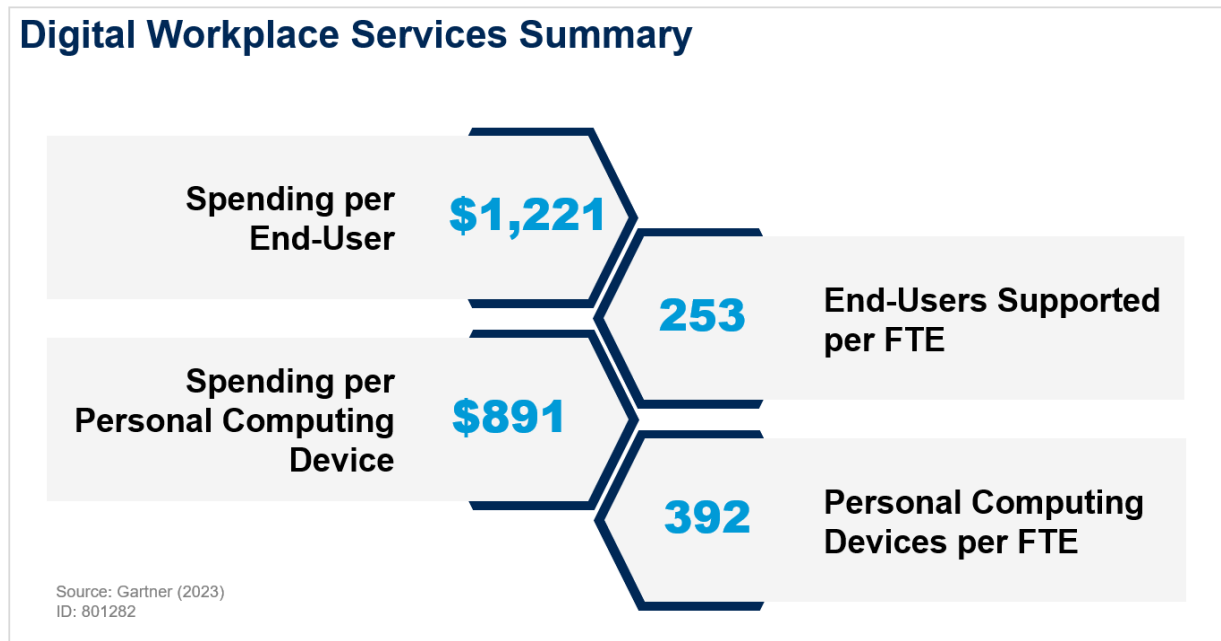 Digital Workplace Services Summary
Spending per
End-User
$1,221
253
End-Users Supported
per FTE
Spending per
Personal Computing
Device
$891
392
Personal Computing
Devices per FTE
Source: Gartner (2023)
ID: 801282